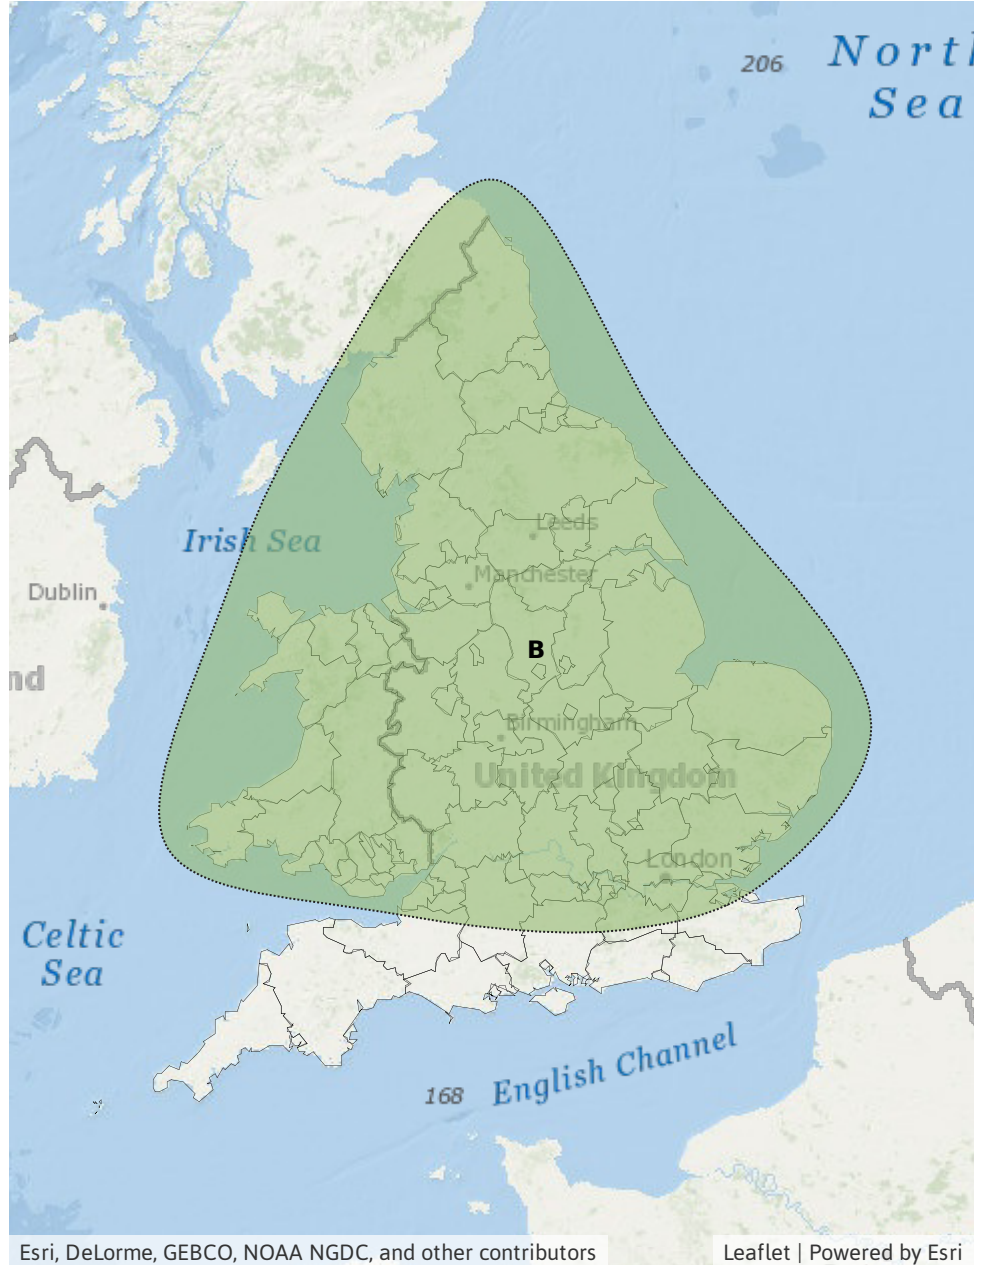 206
North
Sea
Leeds
Irish Sea
Manchester
Dublin
B
nd
Birmingham
United Kingdom
London
Celtic
Sea
English Channel
168
Esri, DeLorme, GEBCO, NOAA NGDC, and other contributors
Leaflet | Powered by Esri